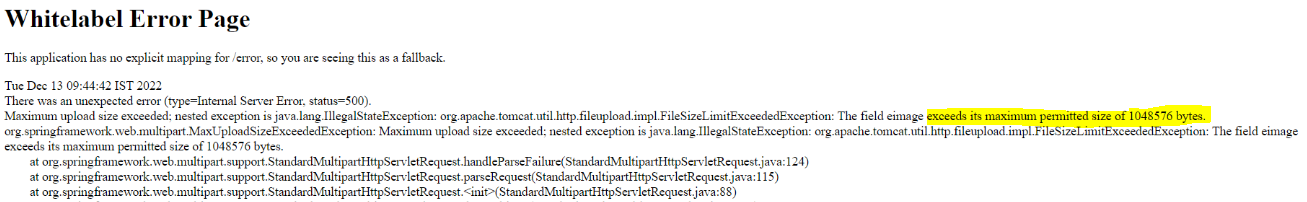 Whitelabel Error Page
This application has no explicit mapping for /error, so you are seeing this as a fallback.
Tue Dec 13 09:44:42 IST 2022
There was an unexpected error (type=Internal Server Error, status=500).
Maximum upload size exceeded; nested exception is java.lang.IllegalStateException: org.apache.tomcat.util.http.fileupload.impl.FileSizeLimitExceededException: The field eimage exceeds its maximum permitted size of 1048576 bytes.
org.springframework.web.multipart.MaxUploadSizeExceededException: Maximum upload size exceeded; nested exception is java.lang.IllegalStateException: org.apache.tomcat.util.http.fileupload.impl.FileSizeLimitExceededException: The field eimage
exceeds its maximum permitted size of 1048576 bytes.
at org.springframework.web.multipart.support.StandardMultipartHttpServletRequest.handleParseFailure(StandardMultipartHttpServletRequest.java:124)
at org.springframework.web.multipart.support.StandardMultipartHttpServletRequest.parseRequest(StandardMultipartHttpServletRequest.java:115)
at org.springframework.web.multipart.support.StandardMultipartHttpServletRequest.<init>(StandardMultipartHttpServletRequest.java:88)